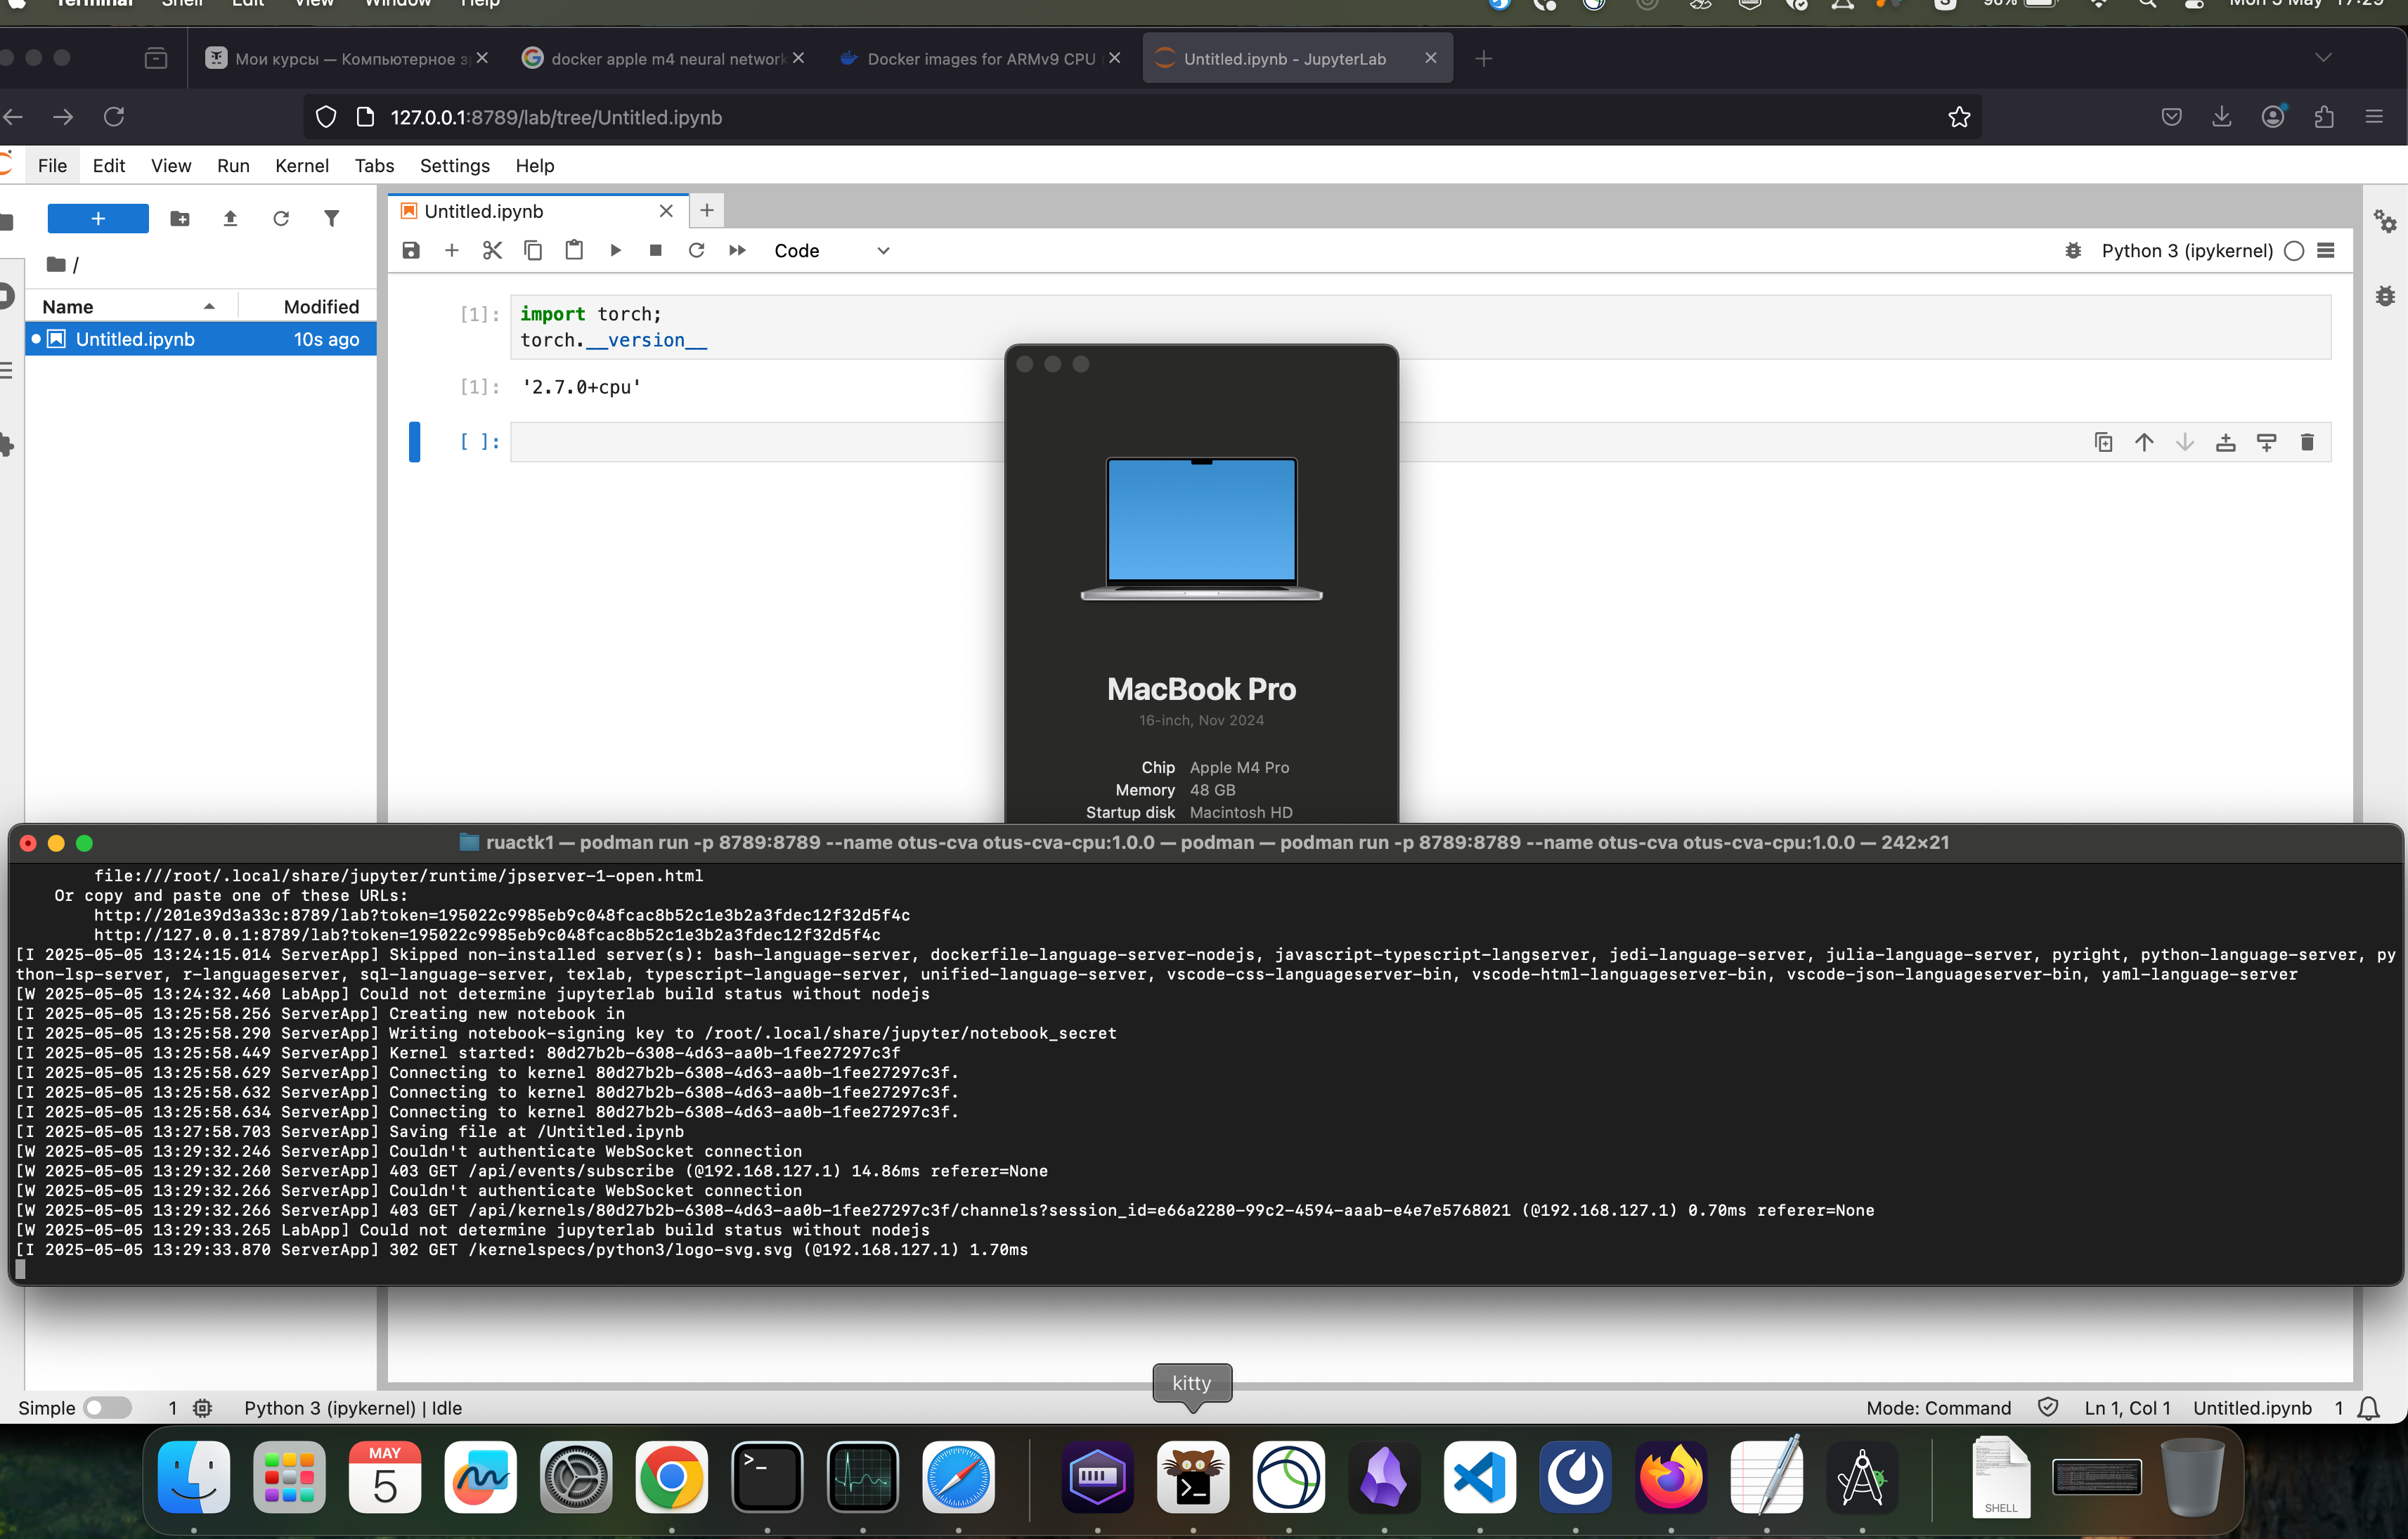 Terminal Shell Edit View Window Help 98% Mon 5 May 17:29
Мои курсы — Компьютерное з
docker apple m4 neural network
Docker images for ARMv9 CPU
Untitled.ipynb - JupyterLab
127.0.0.1:8789/lab/tree/Untitled.ipynb
File Edit View Run Kernel Tabs Settings Help
Untitled.ipynb
Code
Python 3 (ipykernel)
/
Name Modified
Untitled.ipynb 10s ago
[1]: import torch;
torch.__version__
[1]: '2.7.0+cpu'
[ ]:
MacBook Pro
16-inch, Nov 2024
Chip Apple M4 Pro
Memory 48 GB
Startup disk Macintosh HD
ruactk1 — podman run -p 8789:8789 --name otus-cva otus-cva-cpu:1.0.0 — podman — podman run -p 8789:8789 --name otus-cva otus-cva-cpu:1.0.0 — 242×21
file:///root/.local/share/jupyter/runtime/jpserver-1-open.html
Or copy and paste one of these URLs:
http://201e39d3a33c:8789/lab?token=195022c9985eb9c048fcac8b52c1e3b2a3fdec12f32d5f4c
http://127.0.0.1:8789/lab?token=195022c9985eb9c048fcac8b52c1e3b2a3fdec12f32d5f4c
[I 2025-05-05 13:24:15.014 ServerApp] Skipped non-installed server(s): bash-language-server, dockerfile-language-server-nodejs, javascript-typescript-langserver, jedi-language-server, julia-language-server, pyright, python-language-server, py
thon-lsp-server, r-languageserver, sql-language-server, texlab, typescript-language-server, unified-language-server, vscode-css-languageserver-bin, vscode-html-languageserver-bin, vscode-json-languageserver-bin, yaml-language-server
[W 2025-05-05 13:24:32.460 LabApp] Could not determine jupyterlab build status without nodejs
[I 2025-05-05 13:25:58.256 ServerApp] Creating new notebook in
[I 2025-05-05 13:25:58.290 ServerApp] Writing notebook-signing key to /root/.local/share/jupyter/notebook_secret
[I 2025-05-05 13:25:58.449 ServerApp] Kernel started: 80d27b2b-6308-4d63-aa0b-1fee27297c3f
[I 2025-05-05 13:25:58.629 ServerApp] Connecting to kernel 80d27b2b-6308-4d63-aa0b-1fee27297c3f.
[I 2025-05-05 13:25:58.632 ServerApp] Connecting to kernel 80d27b2b-6308-4d63-aa0b-1fee27297c3f.
[I 2025-05-05 13:25:58.634 ServerApp] Connecting to kernel 80d27b2b-6308-4d63-aa0b-1fee27297c3f.
[I 2025-05-05 13:27:58.703 ServerApp] Saving file at /Untitled.ipynb
[W 2025-05-05 13:29:32.246 ServerApp] Couldn't authenticate WebSocket connection
[W 2025-05-05 13:29:32.260 ServerApp] 403 GET /api/events/subscribe (@192.168.127.1) 14.86ms referer=None
[W 2025-05-05 13:29:32.266 ServerApp] Couldn't authenticate WebSocket connection
[W 2025-05-05 13:29:32.266 ServerApp] 403 GET /api/kernels/80d27b2b-6308-4d63-aa0b-1fee27297c3f/channels?session_id=e66a2280-99c2-4594-aaab-e4e7e5768021 (@192.168.127.1) 0.70ms referer=None
[W 2025-05-05 13:29:33.265 LabApp] Could not determine jupyterlab build status without nodejs
[I 2025-05-05 13:29:33.870 ServerApp] 302 GET /kernelspecs/python3/logo-svg.svg (@192.168.127.1) 1.70ms
kitty
Simple 1 Python 3 (ipykernel) | Idle Mode: Command Ln 1, Col 1 Untitled.ipynb 1
MAY
5
SHELL